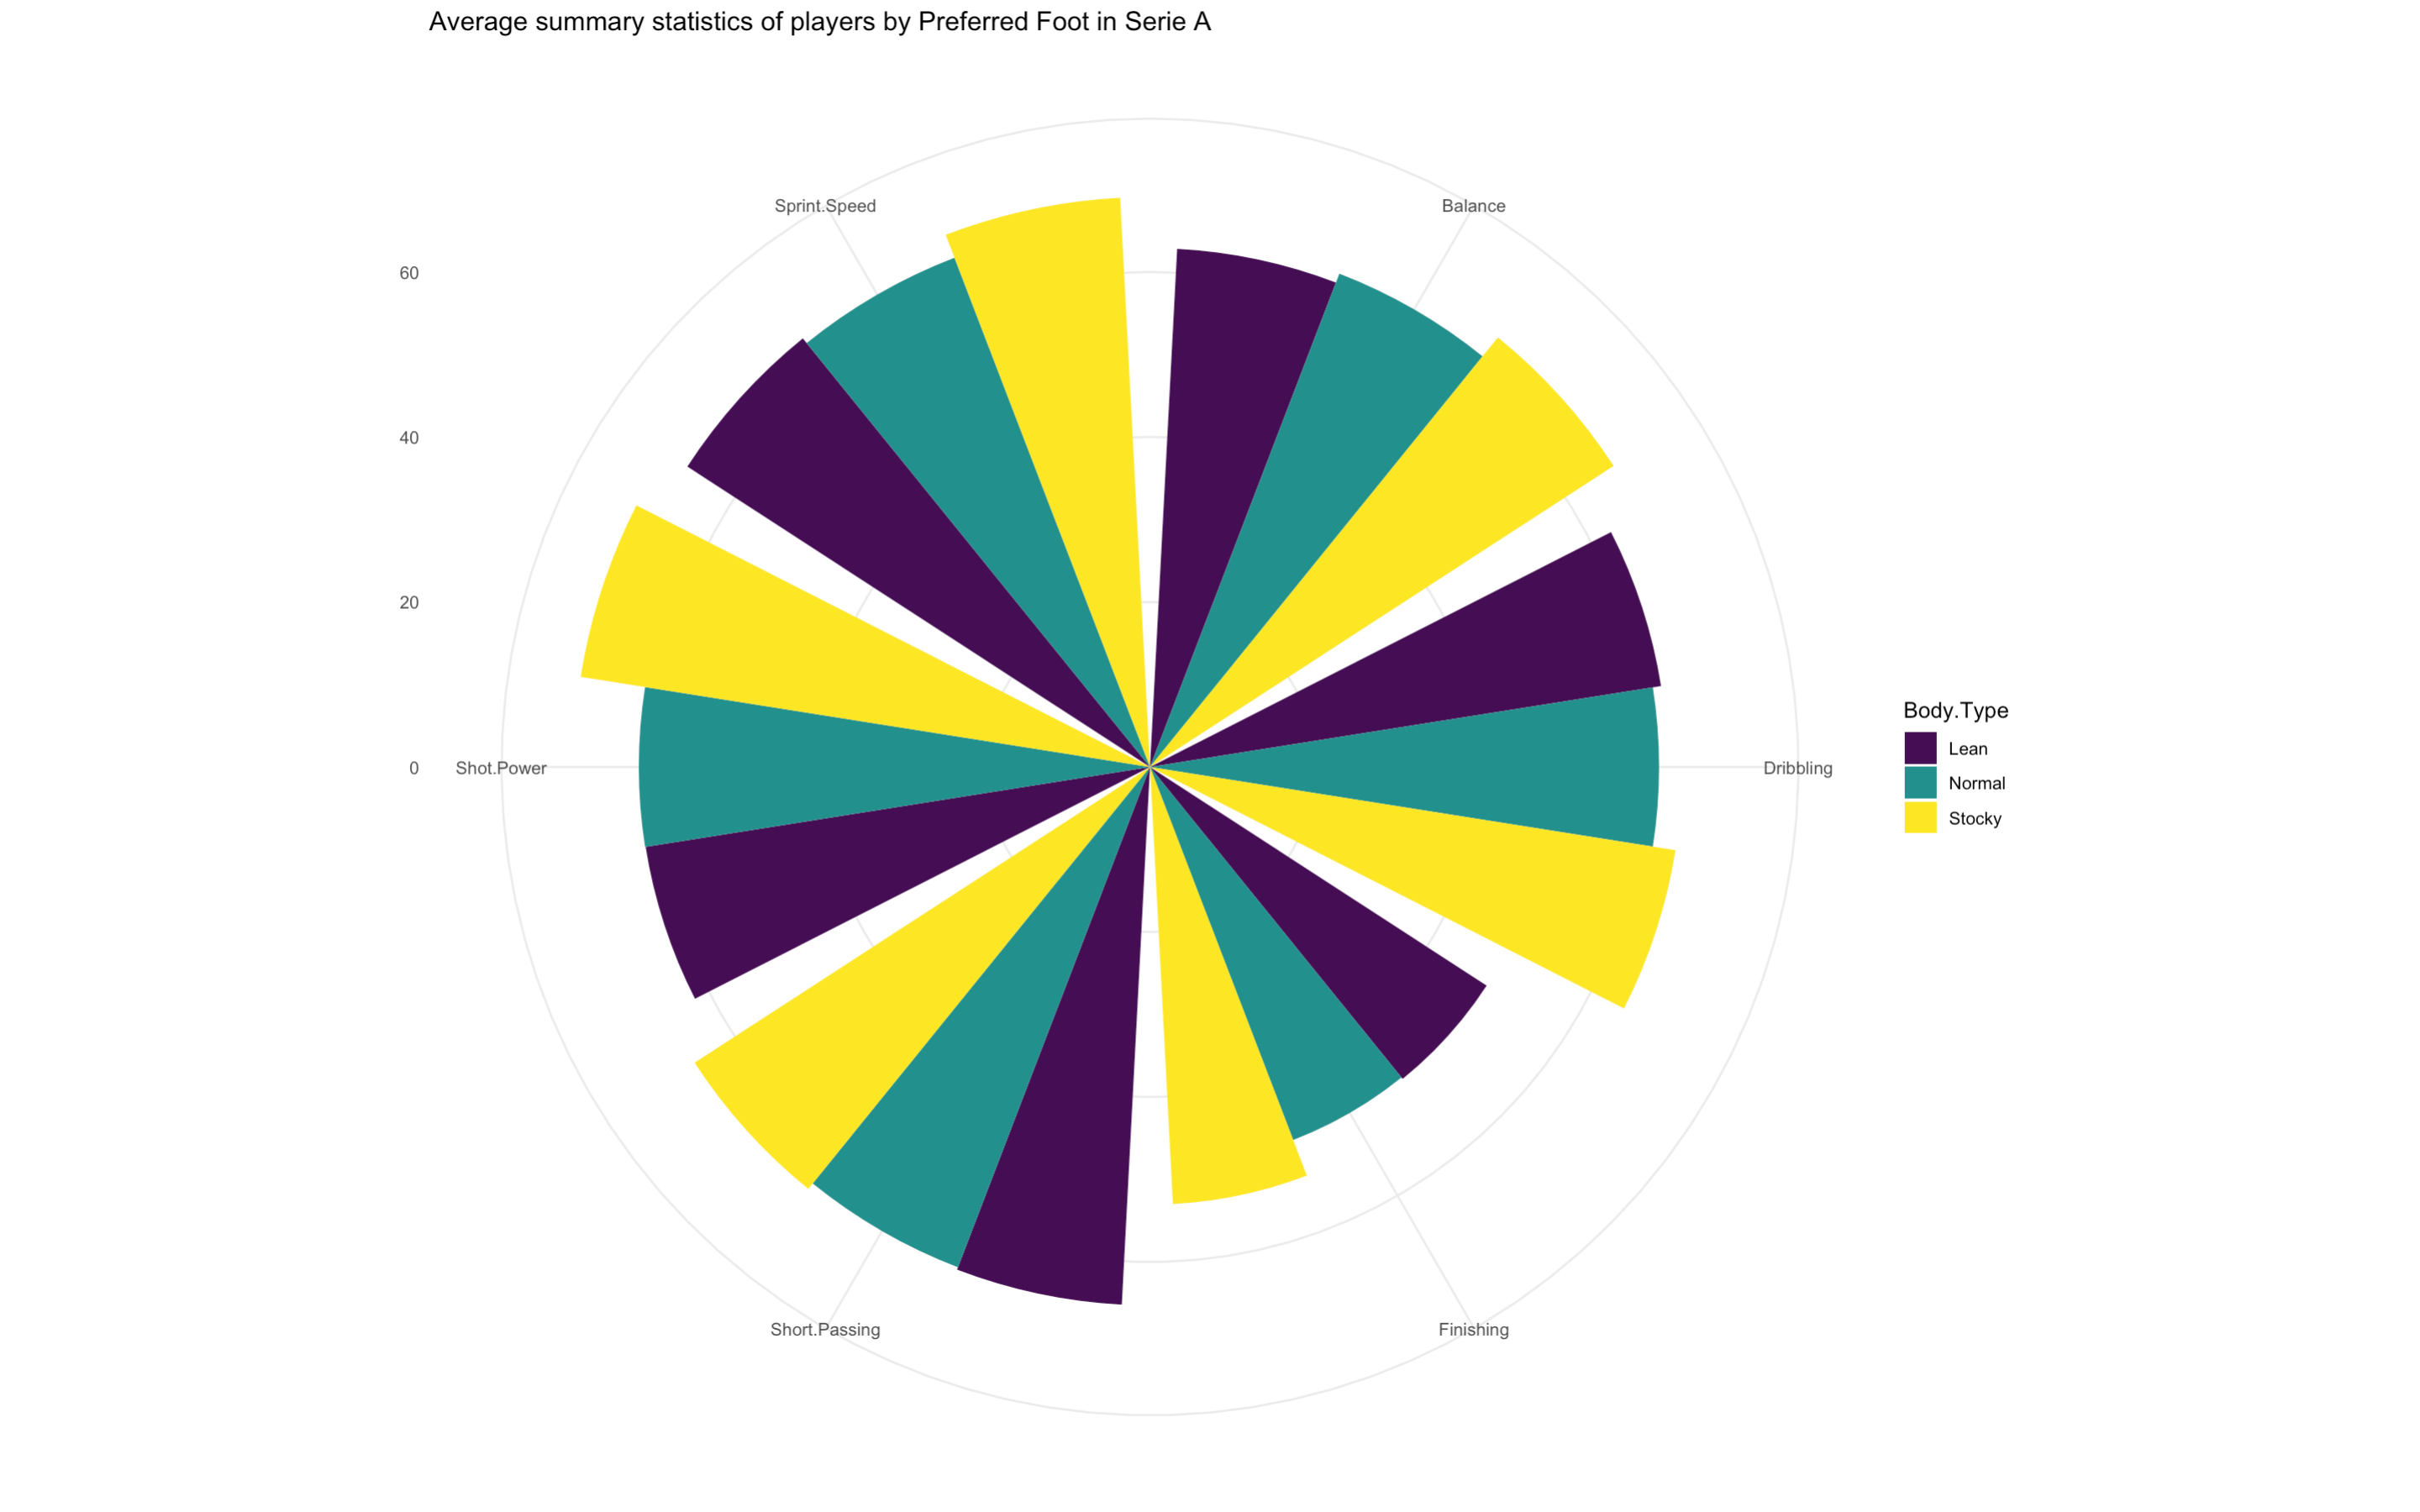 Average summary statistics of players by Preferred Foot in Serie A
Sprint.Speed
Balance
60
40
20
0
Shot.Power
Dribbling
Short.Passing
Finishing
Body.Type
Lean
Normal
Stocky